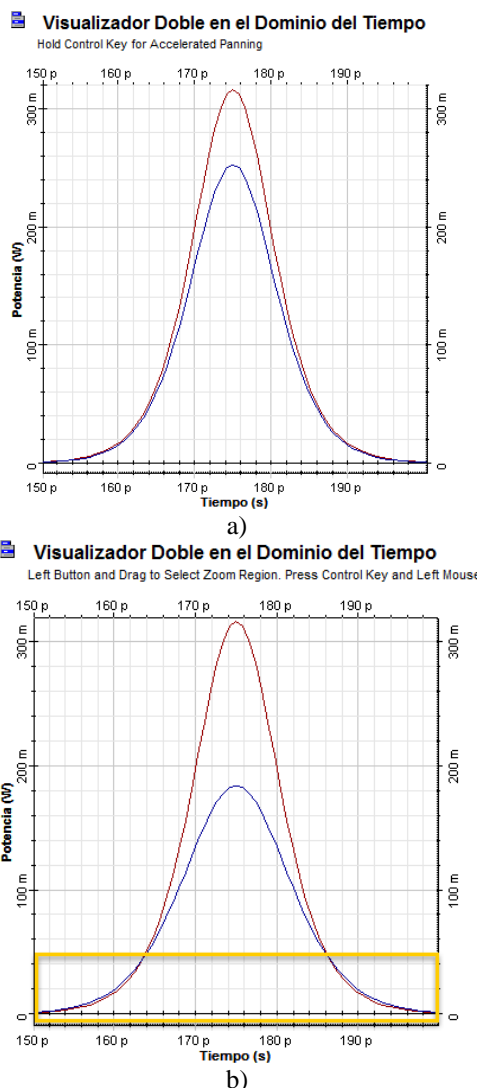 Visualizador Doble en el Dominio del Tiempo
Hold Control Key for Accelerated Panning
150 p 160 p 170 p 180 p 190 p
300 m 300 m
200 m 200 m
Potencia (W)
100 m 100 m
0 0
150 p 160 p 170 p 180 p 190 p
Tiempo (s)
a)
Visualizador Doble en el Dominio del Tiempo
Left Button and Drag to Select Zoom Region. Press Control Key and Left Mouse
150 p 160 p 170 p 180 p 190 p
300 m 300 m
200 m 200 m
Potencia (W)
100 m 100 m
0 0
150 p 160 p 170 p 180 p 190 p
Tiempo (s)
b)